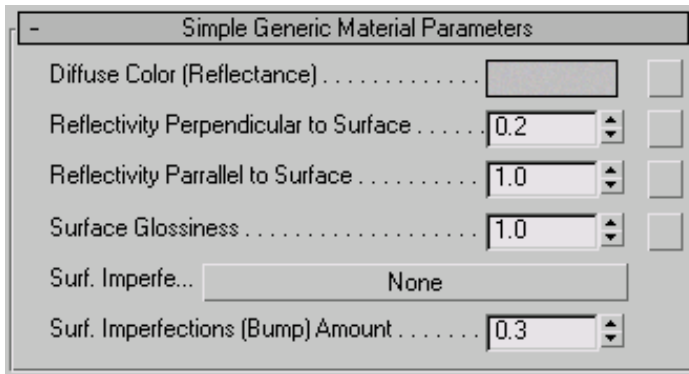 - Simple Generic Material Parameters
Diffuse Color (Reflectance) . . . . . . . . . . . . .
Reflectivity Perpendicular to Surface . . . . . . 0.2
Reflectivity Parrallel to Surface . . . . . . . . . . 1.0
Surface Glossiness . . . . . . . . . . . . . . . . . . . 1.0
Surf. Imperfe... None
Surf. Imperfections (Bump) Amount . . . . . . . 0.3